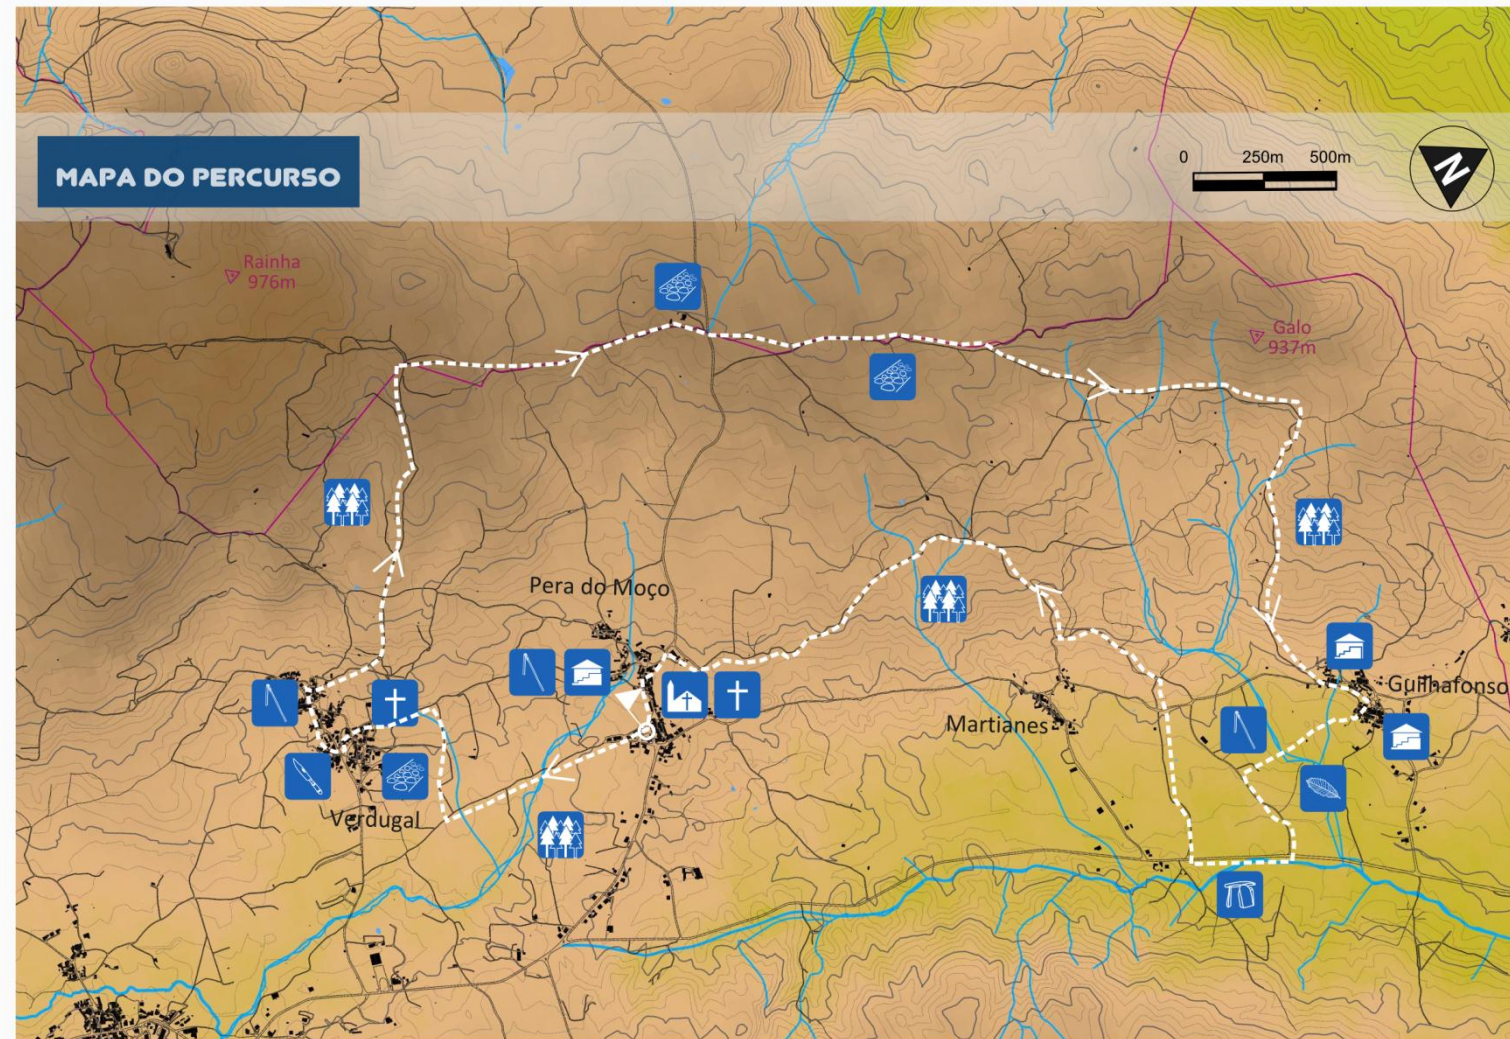 MAPA DO PERCURSO
0 250m 500m
N
Rainha
976m
Galo
937m
Pera do Moço
Guilhafonso
Martianes
Verdugal